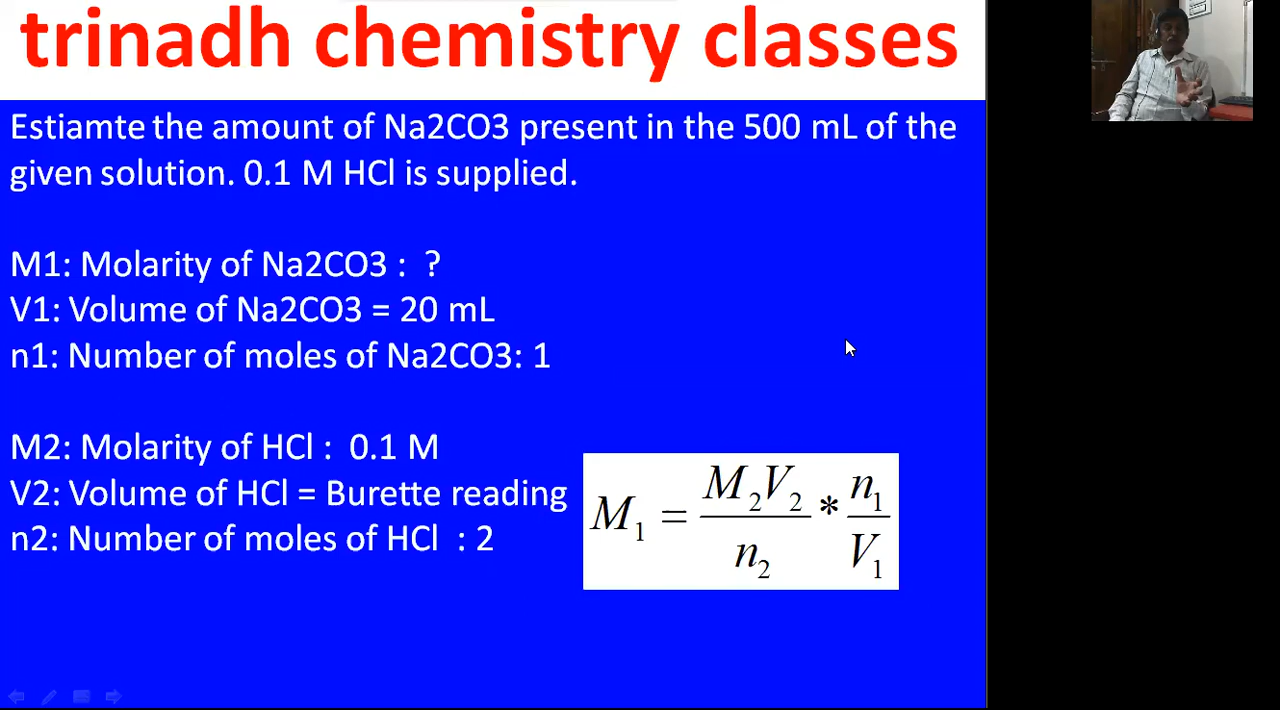 trinadh chemistry classes
Estiamte the amount of Na2CO3 present in the 500 mL of the
given solution. 0.1 M HCl is supplied.
M1: Molarity of Na2CO3 : ?
V1: Volume of Na2CO3 = 20 mL
n1: Number of moles of Na2CO3: 1
M2: Molarity of HCl : 0.1 M
V2: Volume of HCl = Burette reading
n2: Number of moles of HCl : 2
M₁ = M₂V₂ / n₂ * n₁ / V₁